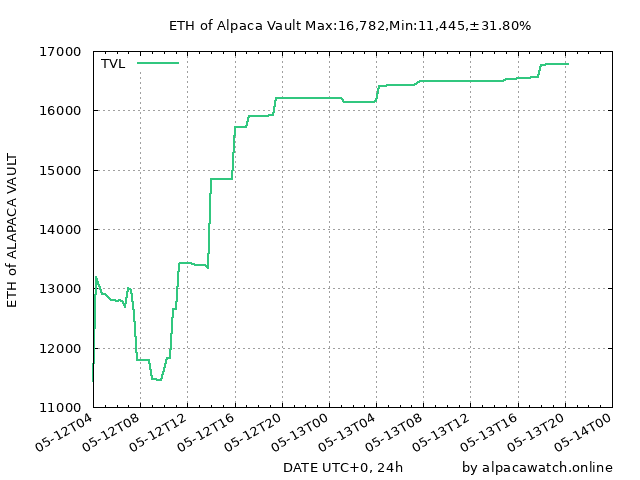 ETH of Alpaca Vault Max:16,782,Min:11,445,±31.80%
TVL
17000
16000
15000
14000
13000
12000
11000
ETH of ALAPACA VAULT
05-12T04
05-12T08
05-12T12
05-12T16
05-12T20
05-13T00
05-13T04
05-13T08
05-13T12
05-13T16
05-13T20
05-14T00
DATE UTC+0, 24h
by alpacawatch.online